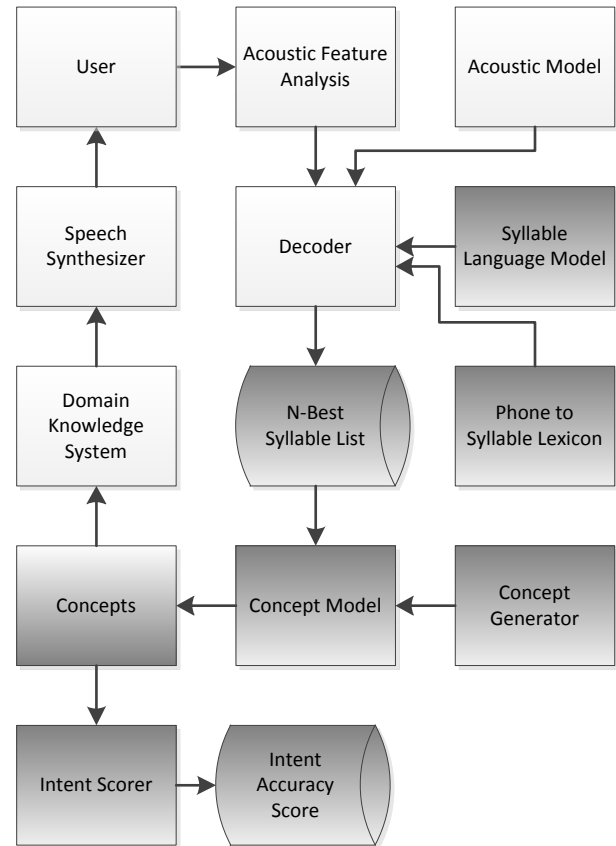 User
Acoustic Feature
Analysis
Acoustic Model
Speech
Synthesizer
Decoder
Syllable
Language Model
Domain
Knowledge
System
N-Best
Syllable List
Phone to
Syllable Lexicon
Concepts
Concept Model
Concept
Generator
Intent Scorer
Intent
Accuracy
Score